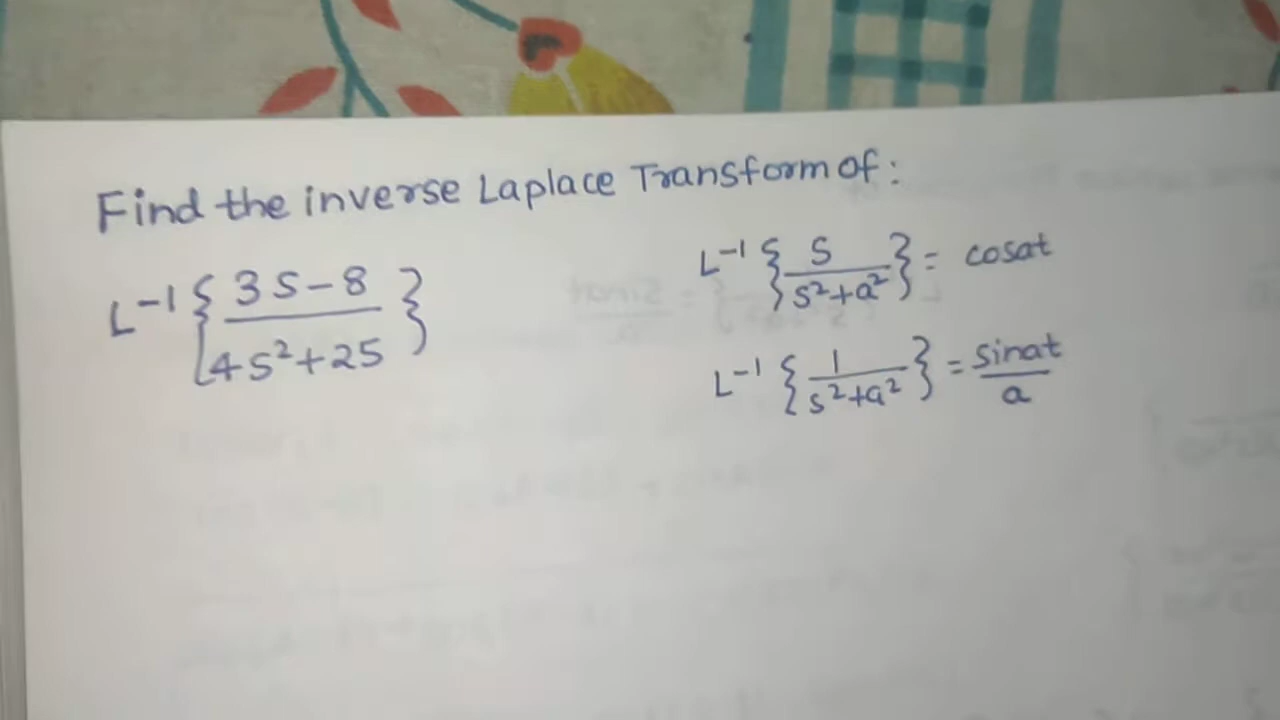 Find the inverse Laplace Transform of:
L⁻¹{(3s-8)/(4s²+25)}
L⁻¹{s/(s²+a²)} = cosat
L⁻¹{1/(s²+a²)} = sinat/a